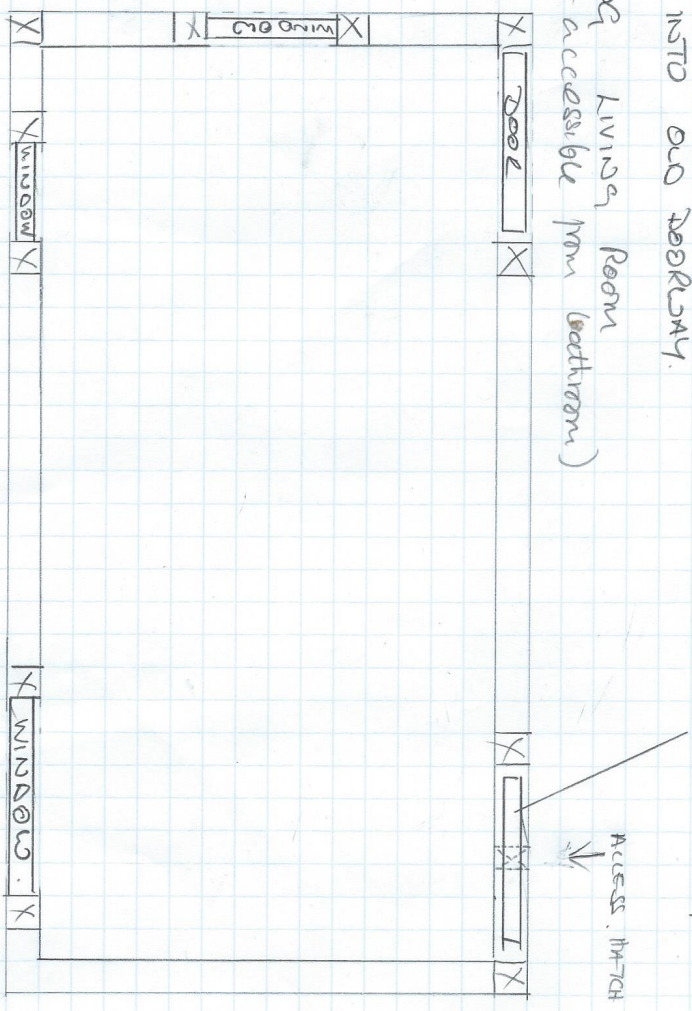 INTO OLD DOORWAY.
G LIVING Room
accessible from bathroom)
ACCESS. HATCH
DOOR
WINDOW
WINDOW
WINDOW.